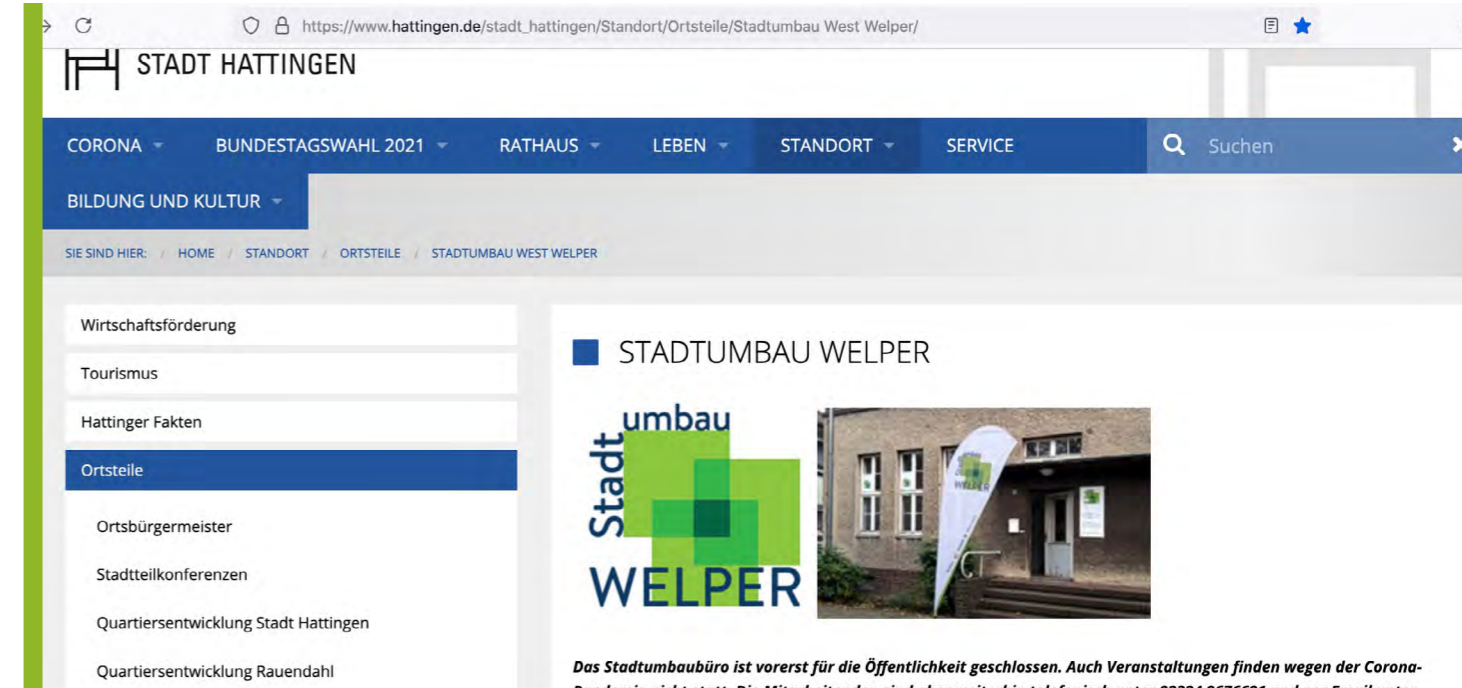 https://www.hattingen.de/stadt_hattingen/Standort/Ortsteile/Stadtumbau West Welper/
STADT HATTINGEN
CORONA BUNDESTAGSWAHL 2021 RATHAUS LEBEN STANDORT SERVICE Suchen
BILDUNG UND KULTUR
SIE SIND HIER: / HOME / STANDORT / ORTSTEILE / STADTUMBAU WEST WELPER
Wirtschaftsförderung
Tourismus
Hattinger Fakten
Ortsteile
Ortsbürgermeister
Stadtteilkonferenzen
Quartiersentwicklung Stadt Hattingen
Quartiersentwicklung Rauendahl
STADTUMBAU WELPER
Stadtumbau
WELPER
WELPER
Das Stadtumbaubüro ist vorerst für die Öffentlichkeit geschlossen. Auch Veranstaltungen finden wegen der Corona-